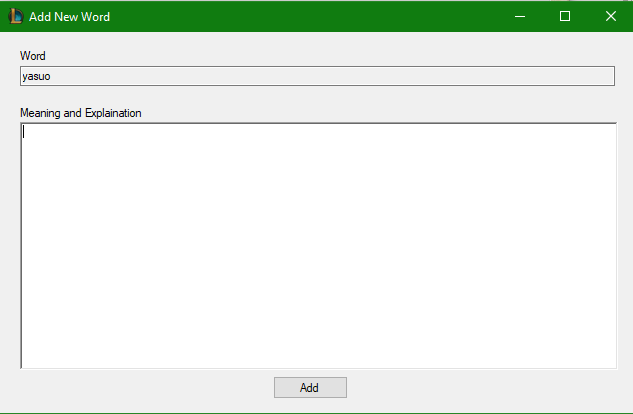 Add New Word
Word
yasuo
Meaning and Explaination
Add